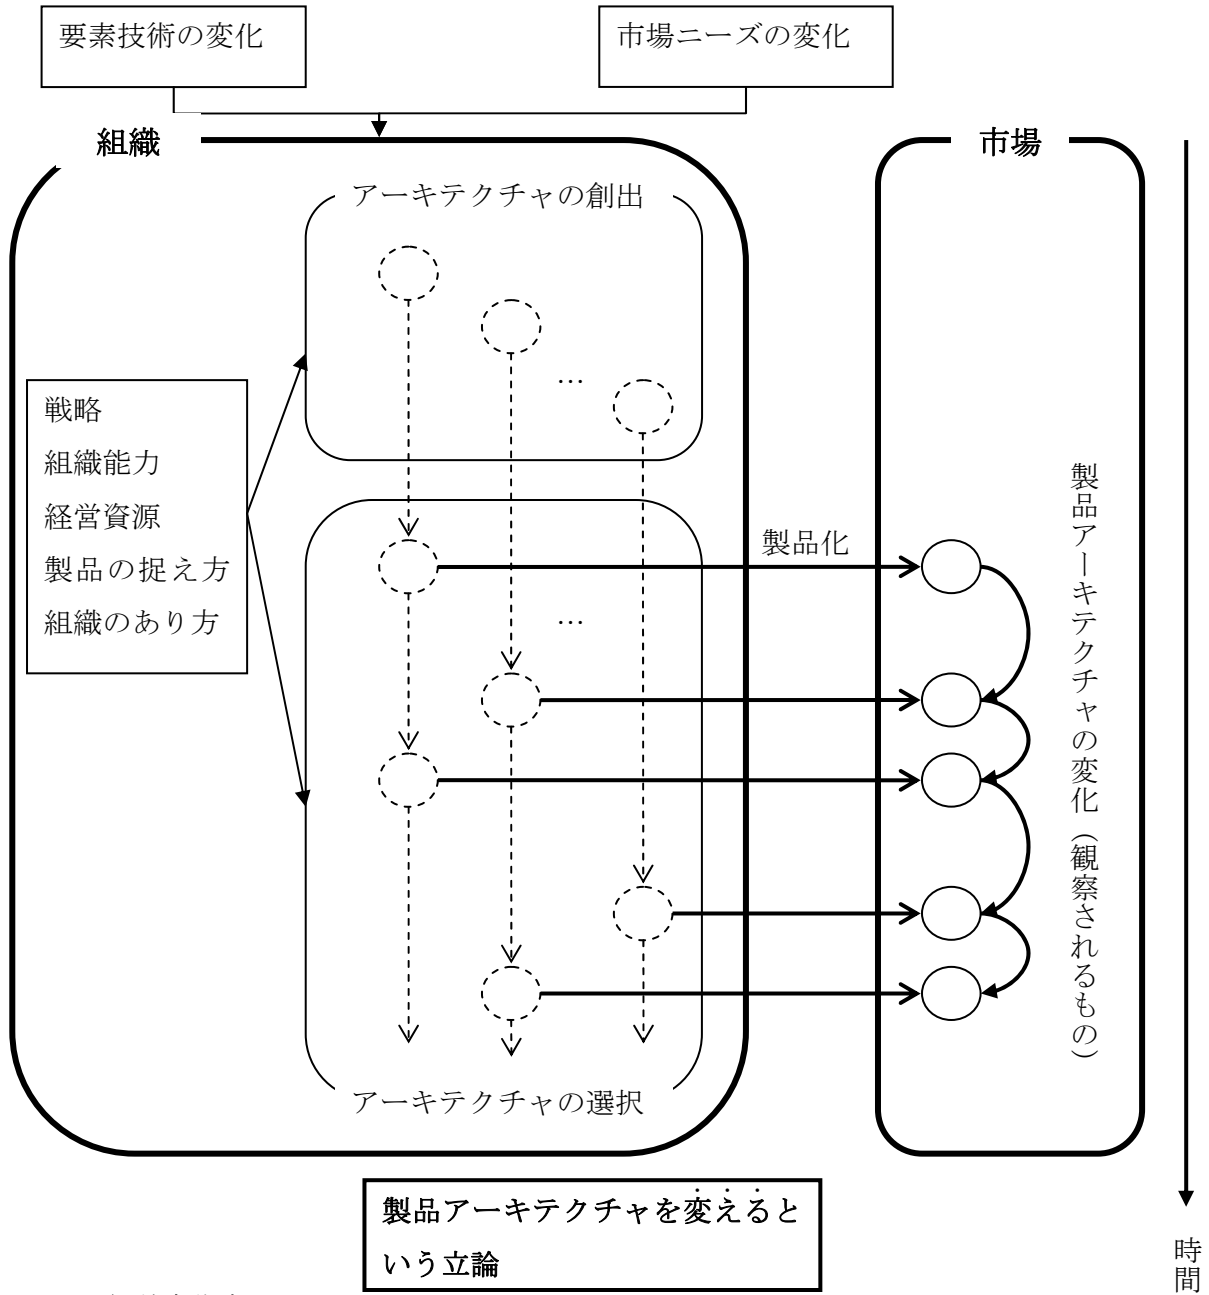 要素技術の変化
市場ニーズの変化
組織
市場
アーキテクチャの創出
…
戦略
組織能力
経営資源
製品の捉え方
組織のあり方
製品化
…
製品アーキテクチャの変化（観察されるもの）
アーキテクチャの選択
製品アーキテクチャを変えると
いう立論
時間